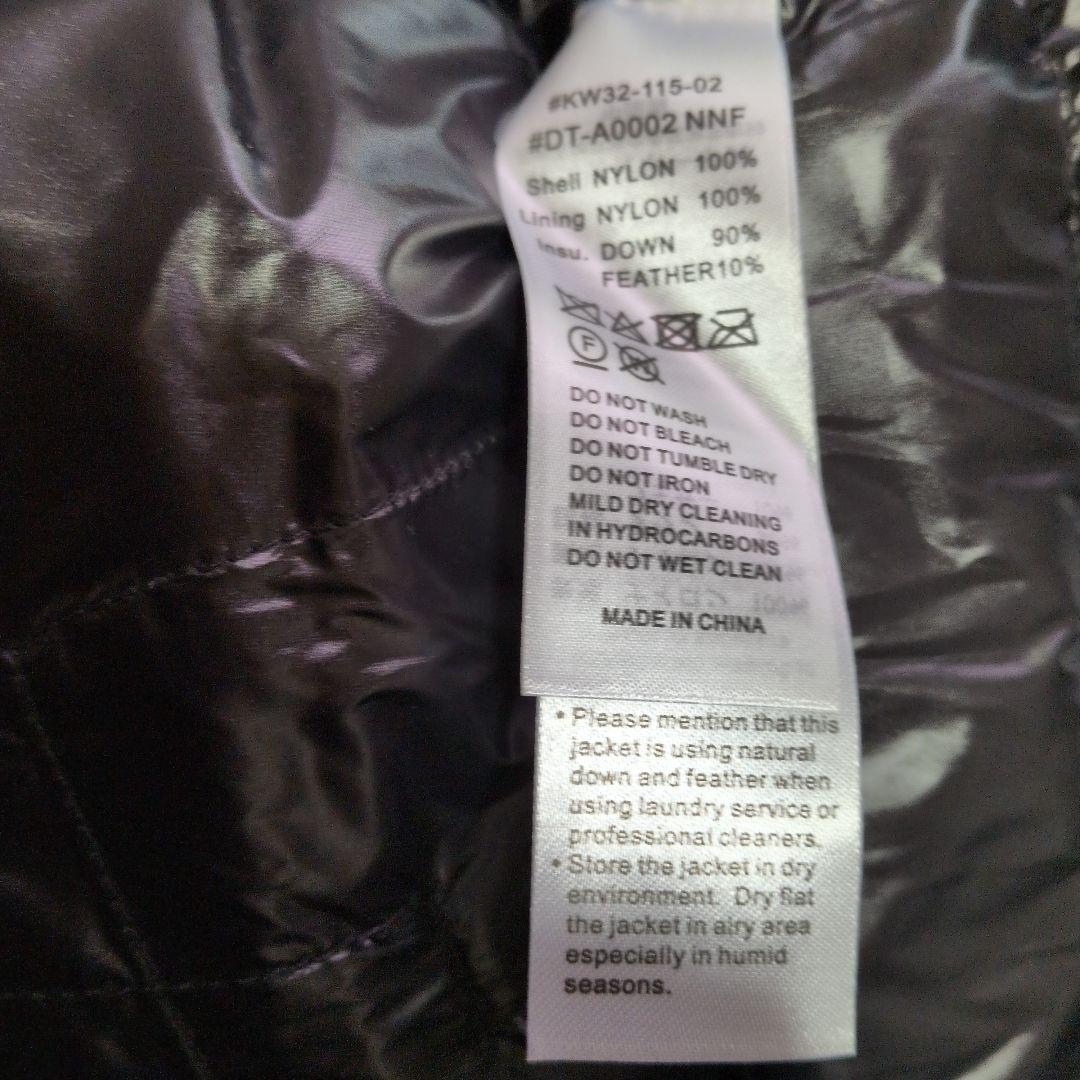 #KW32-115-02
#DT-A0002 NNF
Shell NYLON 100%
Lining NYLON 100%
Insu. DOWN 90%
FEATHER10%
F
DO NOT WASH
DO NOT BLEACH
DO NOT TUMBLE DRY
DO NOT IRON
MILD DRY CLEANING
IN HYDROCARBONS
DO NOT WET CLEAN
MADE IN CHINA
• Please mention that this
jacket is using natural
down and feather when
using laundry service or
professional cleaners.
• Store the jacket in dry
environment. Dry flat
the jacket in airy area
especially in humid
seasons.